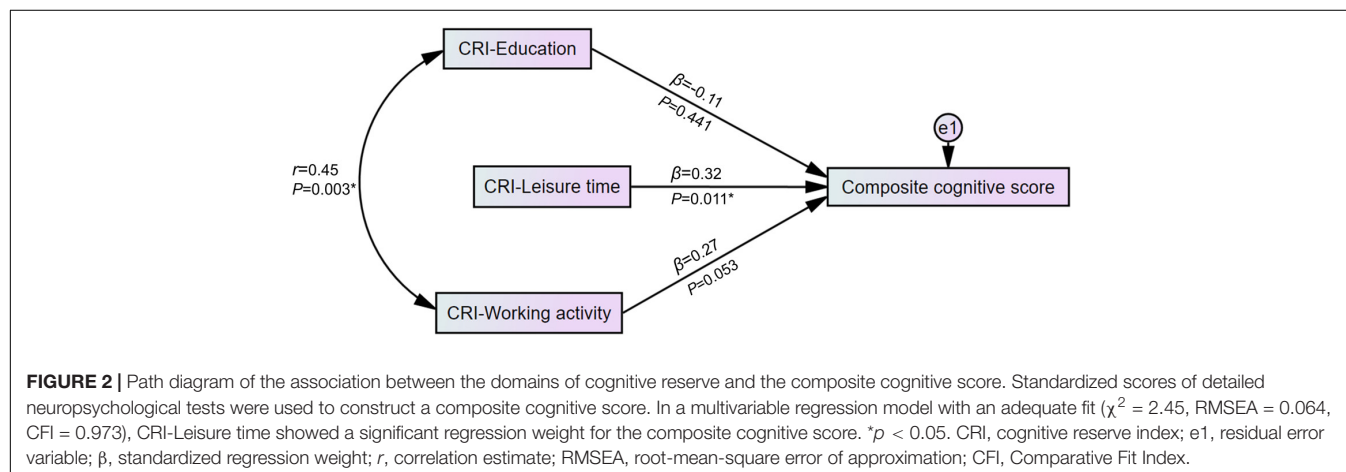 CRI-Education
β=-0.11
P=0.441
e1
r=0.45
P=0.003*
CRI-Leisure time
β=0.32
P=0.011*
Composite cognitive score
β=0.27
P=0.053
CRI-Working activity
FIGURE 2 | Path diagram of the association between the domains of cognitive reserve and the composite cognitive score. Standardized scores of detailed
neuropsychological tests were used to construct a composite cognitive score. In a multivariable regression model with an adequate fit (χ² = 2.45, RMSEA = 0.064,
CFI = 0.973), CRI-Leisure time showed a significant regression weight for the composite cognitive score. *p < 0.05. CRI, cognitive reserve index; e1, residual error
variable; β, standardized regression weight; r, correlation estimate; RMSEA, root-mean-square error of approximation; CFI, Comparative Fit Index.